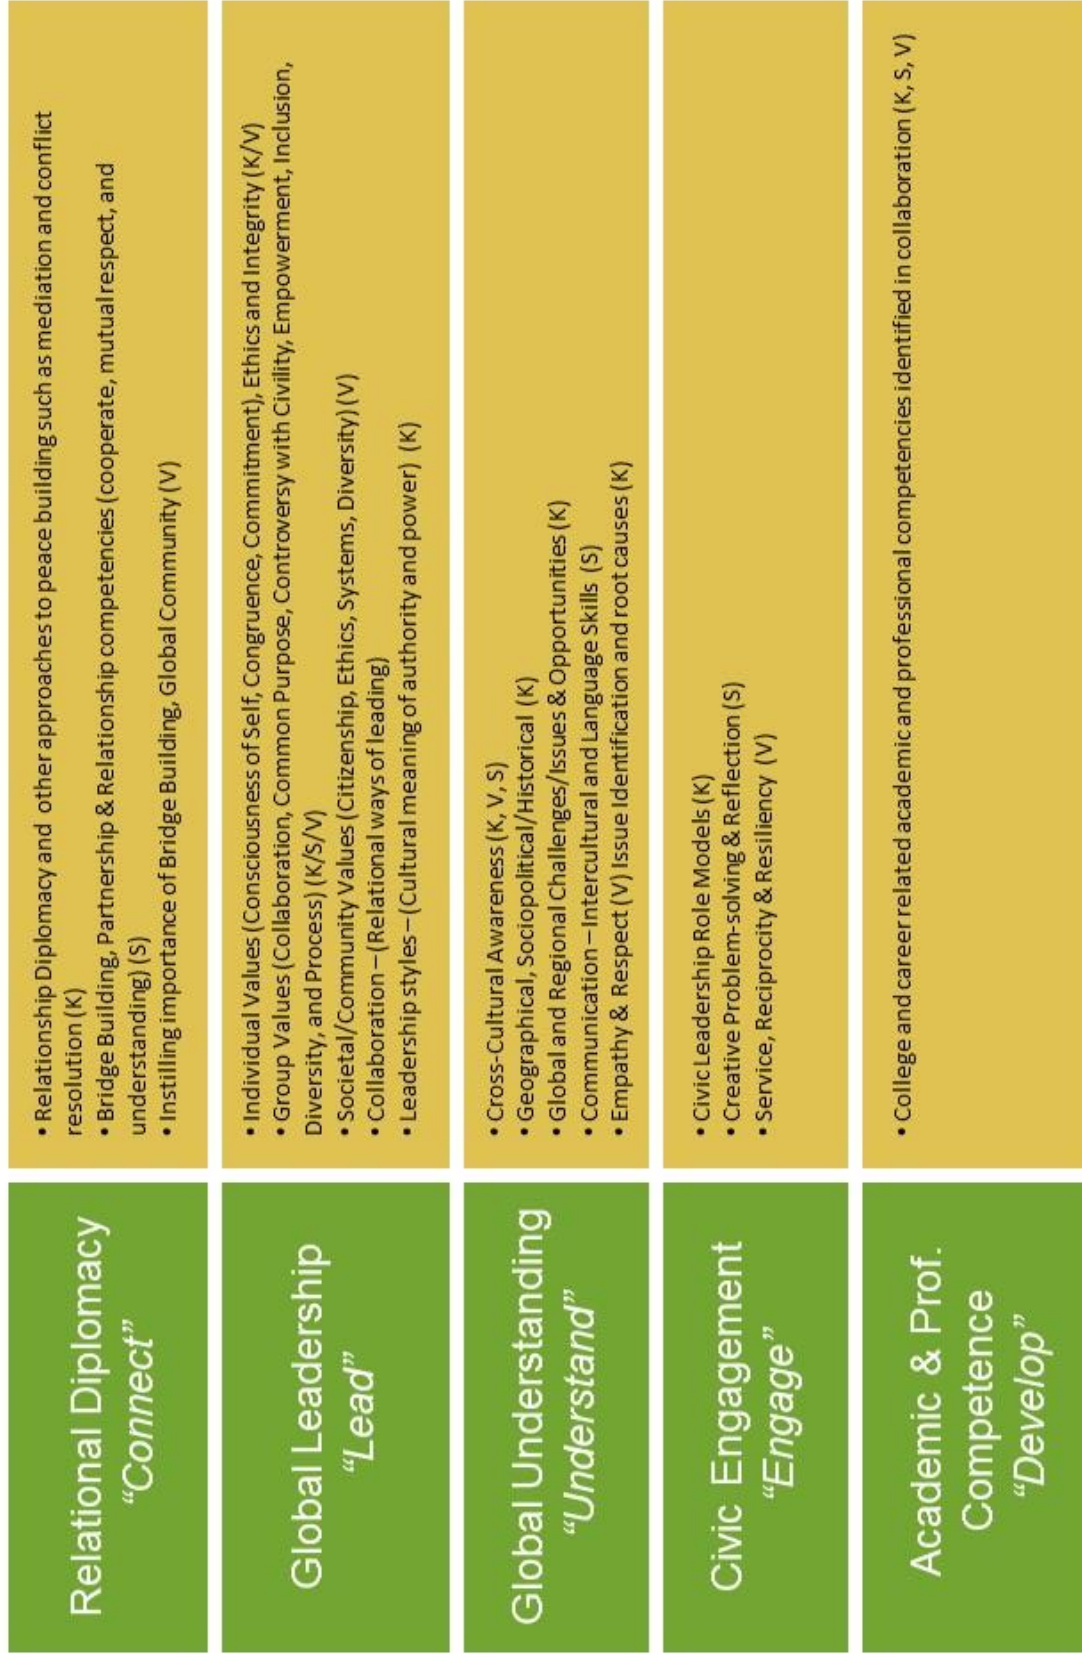 Relational Diplomacy
“Connect”
• Relationship Diplomacy and other approaches to peace building such as mediation and conflict
resolution (K)
• Bridge Building, Partnership & Relationship competencies (cooperate, mutual respect, and
understanding) (S)
• Instilling importance of Bridge Building, Global Community (V)
Global Leadership
“Lead”
• Individual Values (Consciousness of Self, Congruence, Commitment), Ethics and Integrity (K/V)
• Group Values (Collaboration, Common Purpose, Controversy with Civility, Empowerment, Inclusion,
Diversity, and Process) (K/S/V)
• Societal/Community Values (Citizenship, Ethics, Systems, Diversity) (V)
• Collaboration – (Relational ways of leading)
• Leadership styles – (Cultural meaning of authority and power) (K)
Global Understanding
“Understand”
• Cross-Cultural Awareness (K, V, S)
• Geographical, Sociopolitical/Historical (K)
• Global and Regional Challenges/Issues & Opportunities (K)
• Communication – Intercultural and Language Skills (S)
• Empathy & Respect (V) Issue Identification and root causes (K)
Civic Engagement
“Engage”
• Civic Leadership Role Models (K)
• Creative Problem-solving & Reflection (S)
• Service, Reciprocity & Resiliency (V)
Academic & Prof.
Competence
“Develop”
• College and career related academic and professional competencies identified in collaboration (K, S, V)